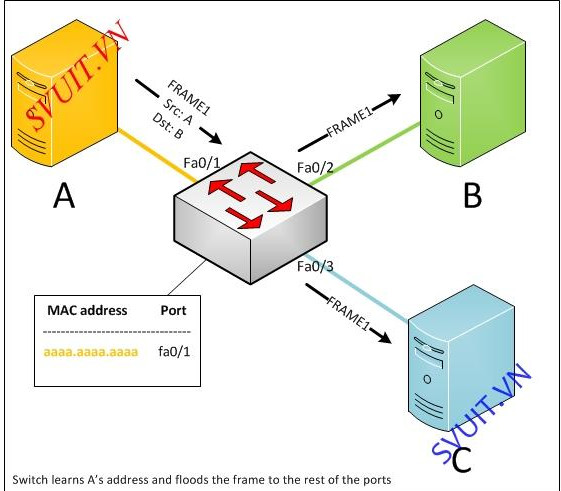 SVUIT.VN
FRAME1
Src: A
Dst: B
FRAME1
Fa0/1
Fa0/2
A
B
Fa0/3
FRAME1
MAC address Port
--------------------------------
aaaa.aaaa.aaaa fa0/1
SVUIT.VN
C
Switch learns A's address and floods the frame to the rest of the ports